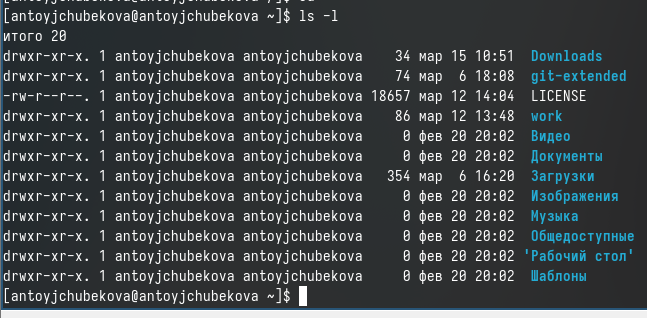 [antoyjchubekova@antoyjchubekova ~]$ ls -l
итого 20
drwxr-xr-x. 1 antoyjchubekova antoyjchubekova 34 мар 15 10:51 Downloads
drwxr-xr-x. 1 antoyjchubekova antoyjchubekova 74 мар 6 18:08 git-extended
-rw-r--r--. 1 antoyjchubekova antoyjchubekova 18657 мар 12 14:04 LICENSE
drwxr-xr-x. 1 antoyjchubekova antoyjchubekova 86 мар 12 13:48 work
drwxr-xr-x. 1 antoyjchubekova antoyjchubekova 0 фев 20 20:02 Видео
drwxr-xr-x. 1 antoyjchubekova antoyjchubekova 0 фев 20 20:02 Документы
drwxr-xr-x. 1 antoyjchubekova antoyjchubekova 354 мар 6 16:20 Загрузки
drwxr-xr-x. 1 antoyjchubekova antoyjchubekova 0 фев 20 20:02 Изображения
drwxr-xr-x. 1 antoyjchubekova antoyjchubekova 0 фев 20 20:02 Музыка
drwxr-xr-x. 1 antoyjchubekova antoyjchubekova 0 фев 20 20:02 Общедоступные
drwxr-xr-x. 1 antoyjchubekova antoyjchubekova 0 фев 20 20:02 'Рабочий стол'
drwxr-xr-x. 1 antoyjchubekova antoyjchubekova 0 фев 20 20:02 Шаблоны
[antoyjchubekova@antoyjchubekova ~]$